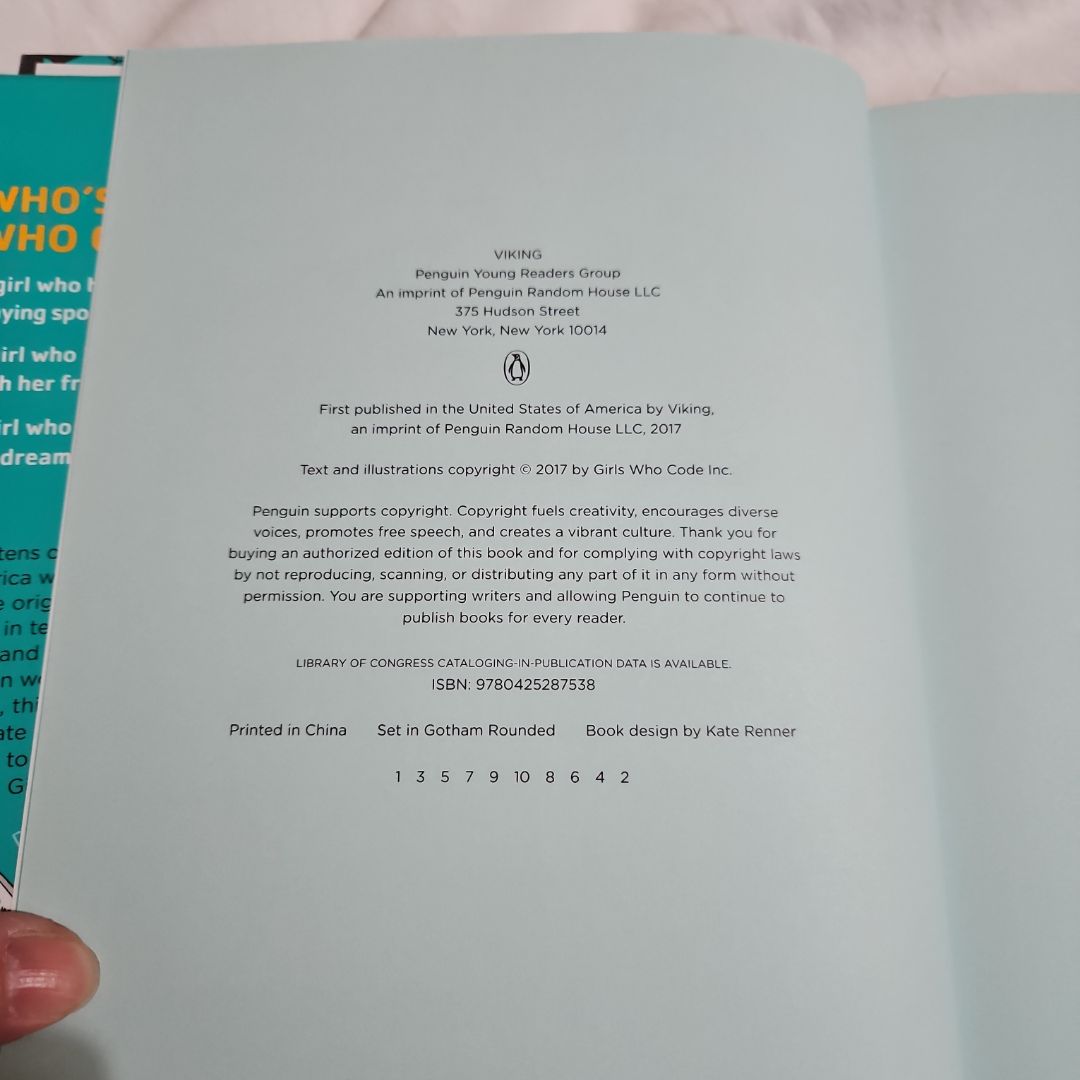 WHO'S
WHO
girl who
ying spo
irl who
h her fr
irl who
dream
tens o
rica w
e orig
in te
and
n we
, thi
ate
to
G
VIKING
Penguin Young Readers Group
An imprint of Penguin Random House LLC
375 Hudson Street
New York, New York 10014
First published in the United States of America by Viking,
an imprint of Penguin Random House LLC, 2017
Text and illustrations copyright © 2017 by Girls Who Code Inc.
Penguin supports copyright. Copyright fuels creativity, encourages diverse
voices, promotes free speech, and creates a vibrant culture. Thank you for
buying an authorized edition of this book and for complying with copyright laws
by not reproducing, scanning, or distributing any part of it in any form without
permission. You are supporting writers and allowing Penguin to continue to
publish books for every reader.
LIBRARY OF CONGRESS CATALOGING-IN-PUBLICATION DATA IS AVAILABLE.
ISBN: 9780425287538
Printed in China Set in Gotham Rounded Book design by Kate Renner
1 3 5 7 9 10 8 6 4 2